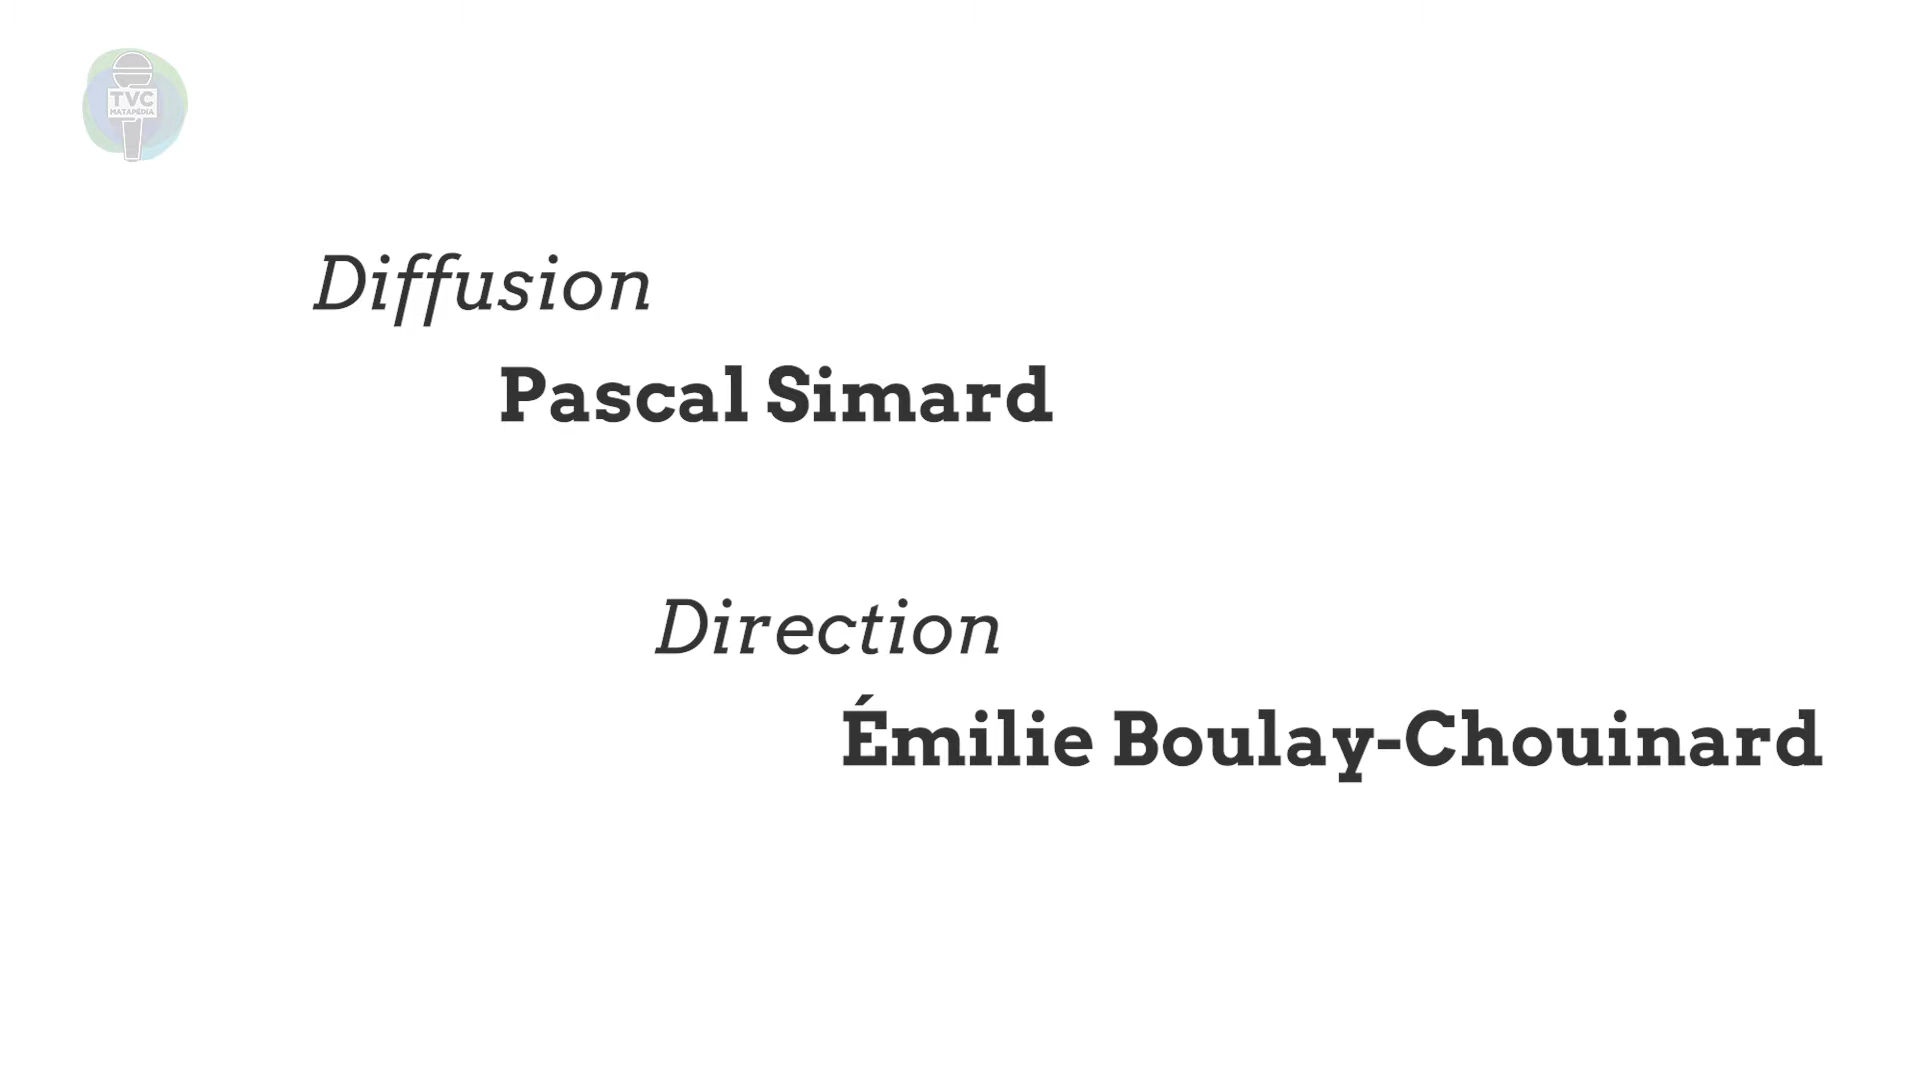 TVC
MATAPÉDIA
Diffusion
Pascal Simard
Direction
Émilie Boulay-Chouinard